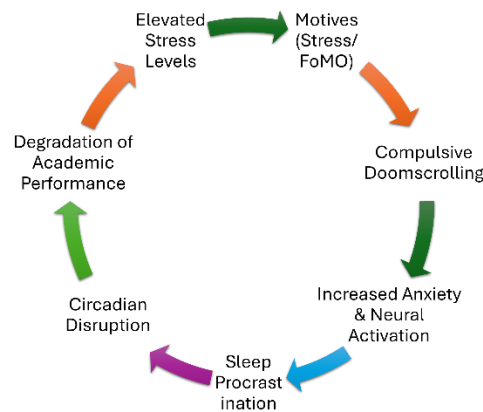 Elevated
Stress
Levels
Motives
(Stress/
FoMO)
Compulsive
Doomscrolling
Increased Anxiety
& Neural
Activation
Sleep
Procrast
ination
Circadian
Disruption
Degradation of
Academic
Performance